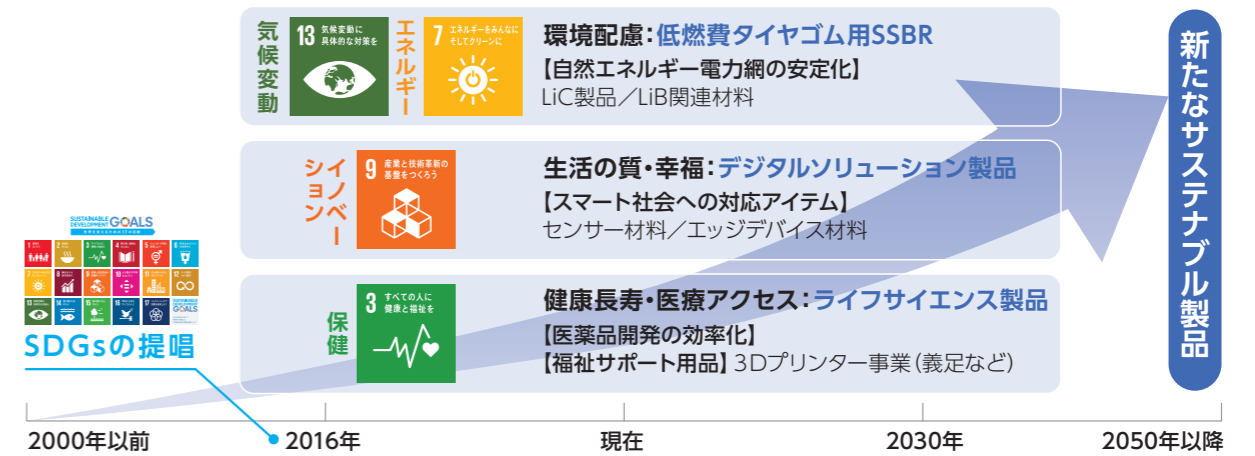 気候変動
13 気候変動に
具体的な対策を
エネルギー
7 エネルギーをみんなに
そしてクリーンに
環境配慮：低燃費タイヤゴム用SSBR
【自然エネルギー電力網の安定化】
LiC製品／LiB関連材料
イノベーション
9 産業と技術革新の
基盤をつくろう
生活の質・幸福：デジタルソリューション製品
【スマート社会への対応アイテム】
センサー材料／エッジデバイス材料
保健
3 すべての人に
健康と福祉を
健康長寿・医療アクセス：ライフサイエンス製品
【医薬品開発の効率化】
【福祉サポート用品】3Dプリンター事業（義足など）
新たなサステナブル製品
SUSTAINABLE
DEVELOPMENT GOALS
SDGsの提唱
2000年以前
2016年
現在
2030年
2050年以降